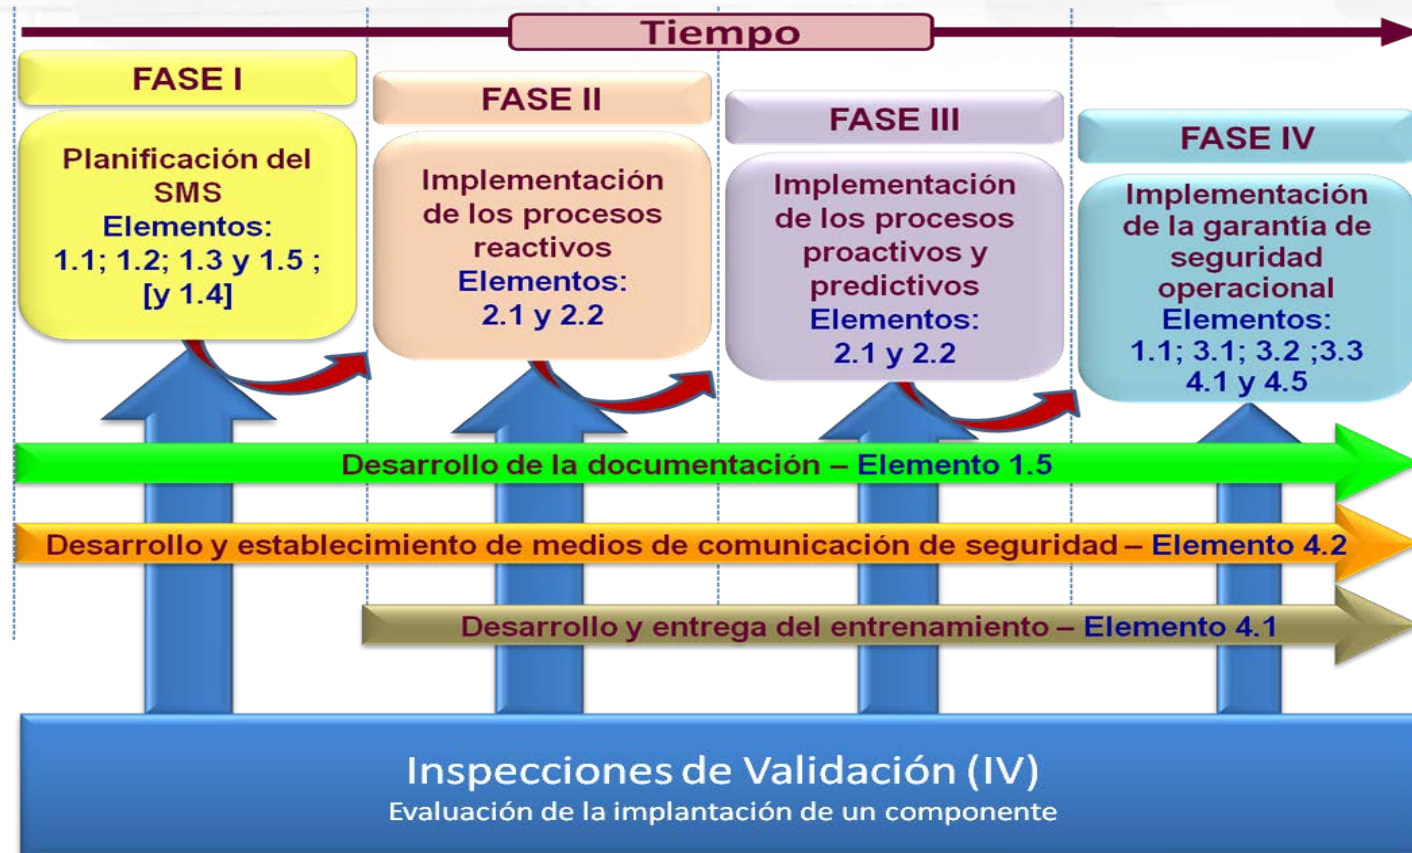 Tiempo
FASE I
Planificación del
SMS
Elementos:
1.1; 1.2; 1.3 y 1.5 ;
[y 1.4]
FASE II
Implementación
de los procesos
reactivos
Elementos:
2.1 y 2.2
FASE III
Implementación
de los procesos
proactivos y
predictivos
Elementos:
2.1 y 2.2
FASE IV
Implementación
de la garantía de
seguridad
operacional
Elementos:
1.1; 3.1; 3.2 ;3.3
4.1 y 4.5
Desarrollo de la documentación – Elemento 1.5
Desarrollo y establecimiento de medios de comunicación de seguridad – Elemento 4.2
Desarrollo y entrega del entrenamiento – Elemento 4.1
Inspecciones de Validación (IV)
Evaluación de la implantación de un componente